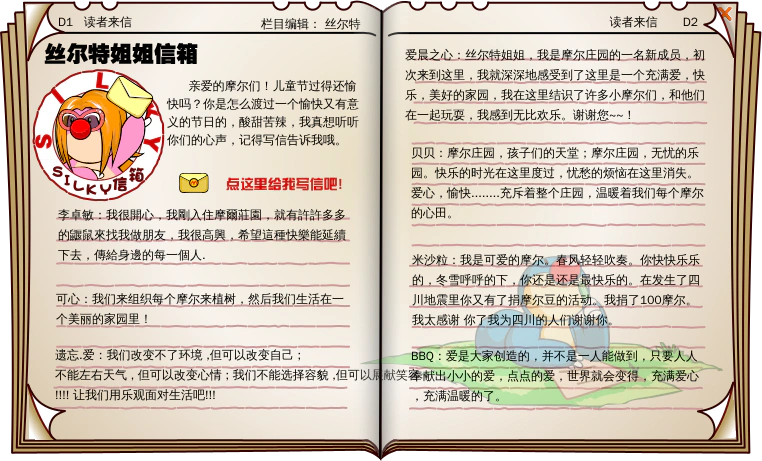 D1 读者来信
栏目编辑： 丝尔特
丝尔特姐姐信箱
SILKY
SILKY信箱
亲爱的摩尔们！儿童节过得还愉
快吗？你是怎么渡过一个愉快又有意
义的节日的，酸甜苦辣，我真想听听
你们的心声，记得写信告诉我哦。
点这里给我写信吧!
李卓敏：我很開心，我剛入住摩爾莊園，就有許許多多
的鼴鼠來找我做朋友，我很高興，希望這種快樂能延續
下去，傳給身邊的每一個人.
可心：我们来组织每个摩尔来植树，然后我们生活在一
个美丽的家园里！
遗忘.爱：我们改变不了环境 ,但可以改变自己；
不能左右天气，但可以改变心情；我们不能选择容貌 ,但可以展献笑容
!!!! 让我们用乐观面对生活吧!!!
读者来信 D2
爱晨之心：丝尔特姐姐，我是摩尔庄园的一名新成员，初
次来到这里，我就深深地感受到了这里是一个充满爱，快
乐，美好的家园，我在这里结识了许多小摩尔们，和他们
在一起玩耍，我感到无比欢乐。谢谢您~~！
贝贝：摩尔庄园，孩子们的天堂；摩尔庄园，无忧的乐
园。快乐的时光在这里度过，忧愁的烦恼在这里消失。
爱心，愉快........充斥着整个庄园，温暖着我们每个摩尔
的心田。
米沙粒：我是可爱的摩尔。春风轻轻吹奏。你快快乐乐
的，冬雪呼呼的下，你还是还是最快乐的。在发生了四
川地震里你又有了捐摩尔豆的活动。我捐了100摩尔。
我太感谢 你了我为四川的人们谢谢你。
BBQ：爱是大家创造的，并不是一人能做到，只要人人
奉献出小小的爱，点点的爱，世界就会变得，充满爱心
，充满温暖的了。